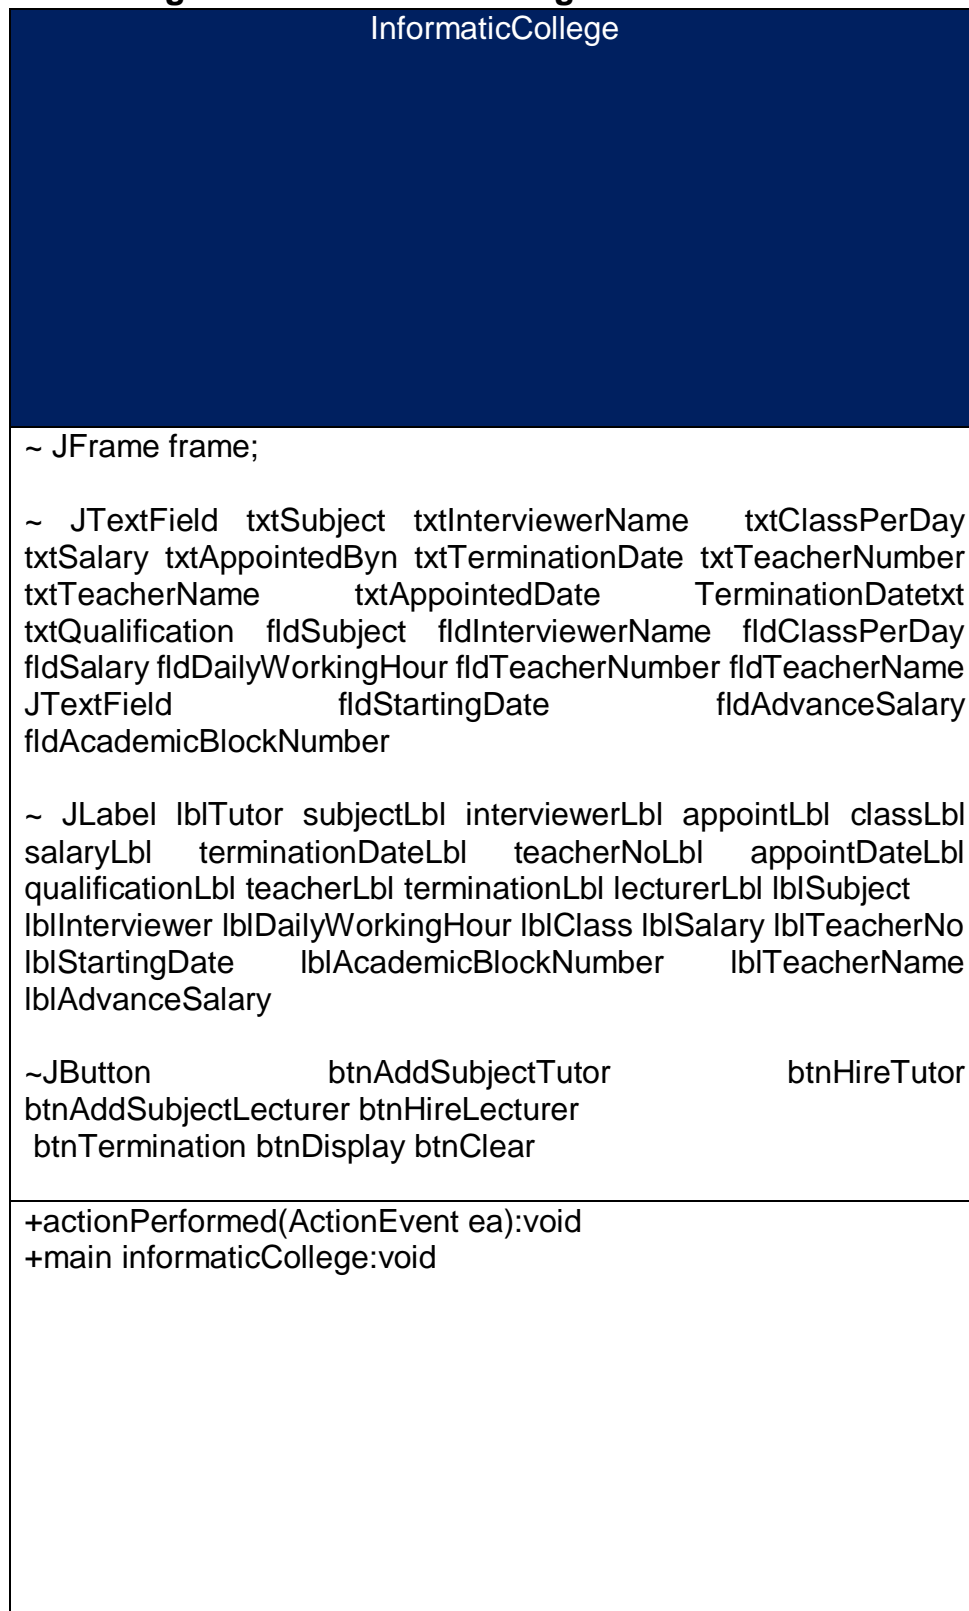 InformaticCollege
~ JFrame frame;
~ JTextField txtSubject txtInterviewerName txtClassPerDay
txtSalary txtAppointedByn txtTerminationDate txtTeacherNumber
txtTeacherName txtAppointedDate TerminationDatetxt
txtQualification fldSubject fldInterviewerName fldClassPerDay
fldSalary fldDailyWorkingHour fldTeacherNumber fldTeacherName
JTextField fldStartingDate fldAdvanceSalary
fldAcademicBlockNumber
~ JLabel lblTutor subjectLbl interviewerLbl appointLbl classLbl
salaryLbl terminationDateLbl teacherNoLbl appointDateLbl
qualificationLbl teacherLbl terminationLbl lecturerLbl lblSubject
lblInterviewer lblDailyWorkingHour lblClass lblSalary lblTeacherNo
lblStartingDate lblAcademicBlockNumber lblTeacherName
lblAdvanceSalary
~JButton btnAddSubjectTutor btnHireTutor
btnAddSubjectLecturer btnHireLecturer
btnTermination btnDisplay btnClear
+actionPerformed(ActionEvent ea):void
+main informaticCollege:void